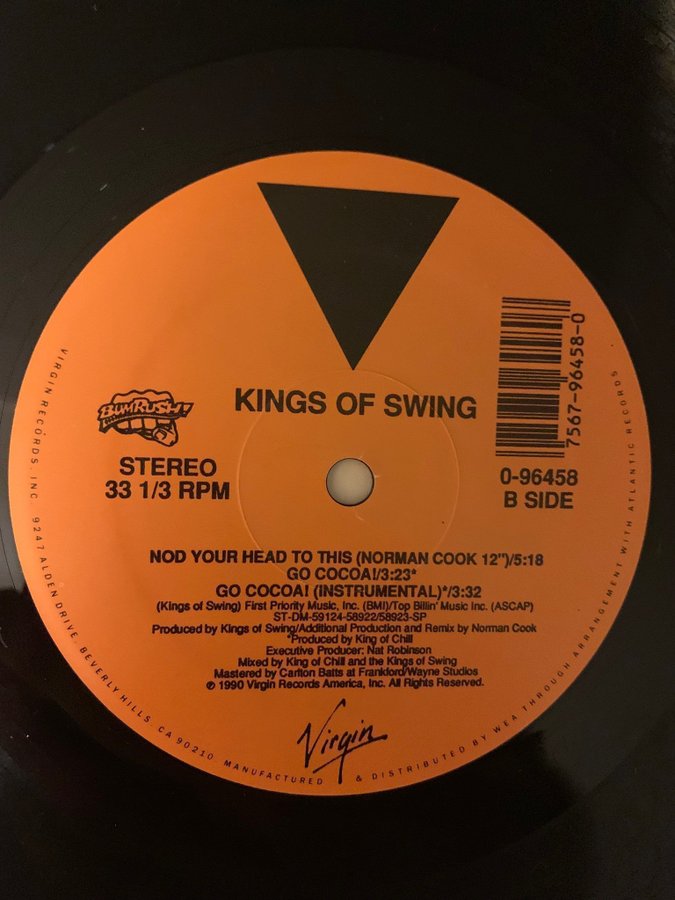 BUMRUSH!
STEREO
33 1/3 RPM
KINGS OF SWING
7567-96458-0
0-96458
B SIDE
NOD YOUR HEAD TO THIS (NORMAN COOK 12")/5:18
GO COCOA!/3:23*
GO COCOA! (INSTRUMENTAL)*/3:32
(Kings of Swing) First Priority Music, Inc. (BMI)/Top Billin' Music Inc. (ASCAP)
ST-DM-59124-58922/58923-SP
Produced by Kings of Swing/Additional Production and Remix by Norman Cook
*Produced by King of Chill
Executive Producer: Nat Robinson
Mixed by King of Chill and the Kings of Swing
Mastered by Carlton Batts at Frankford/Wayne Studios
℗ 1990 Virgin Records America, Inc. All Rights Reserved.
Virgin
VIRGIN RECORDS, INC. 9247 ALDEN DRIVE, BEVERLY HILLS, CA 90210 MANUFACTURED & DISTRIBUTED BY WEA THROUGH ARRANGEMENT WITH ATLANTIC RECORDS